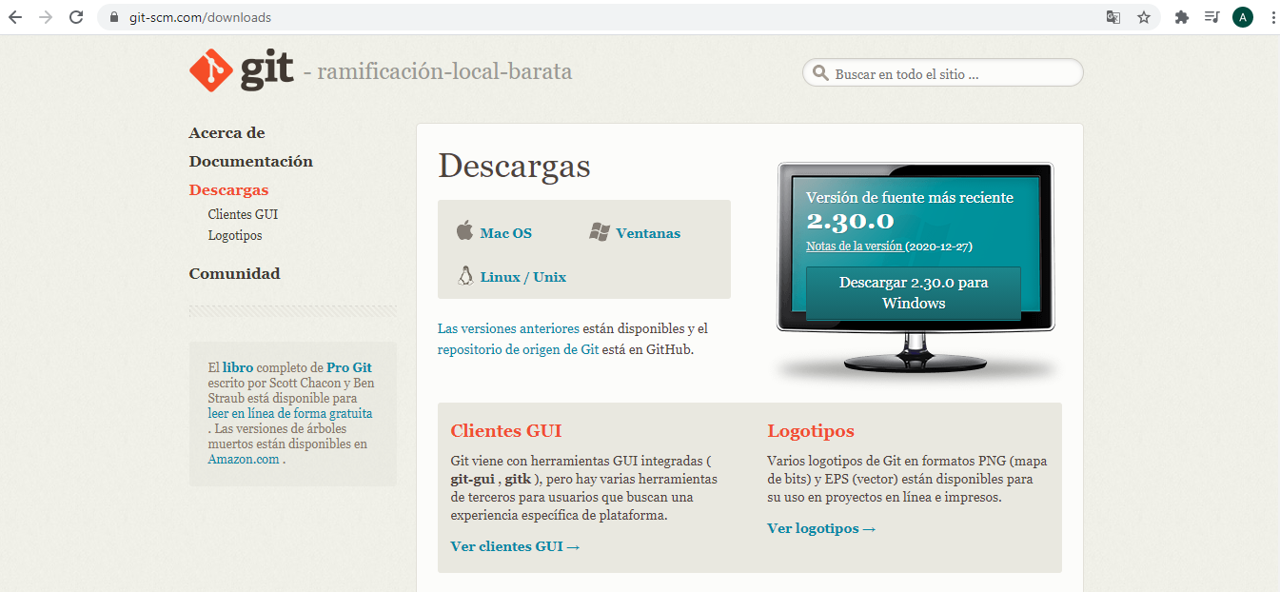 git-scm.com/downloads
A
git - ramificación-local-barata
Buscar en todo el sitio ...
Acerca de
Documentación
Descargas
Clientes GUI
Logotipos
Comunidad
El libro completo de Pro Git
escrito por Scott Chacon y Ben
Straub está disponible para
leer en línea de forma gratuita
. Las versiones de árboles
muertos están disponibles en
Amazon.com .
Descargas
Mac OS
Ventanas
Linux / Unix
Las versiones anteriores están disponibles y el
repositorio de origen de Git está en GitHub.
Versión de fuente más reciente
2.30.0
Notas de la versión (2020-12-27)
Descargar 2.30.0 para
Windows
Clientes GUI
Git viene con herramientas GUI integradas (
git-gui , gitk ), pero hay varias herramientas
de terceros para usuarios que buscan una
experiencia específica de plataforma.
Ver clientes GUI →
Logotipos
Varios logotipos de Git en formatos PNG (mapa
de bits) y EPS (vector) están disponibles para
su uso en proyectos en línea e impresos.
Ver logotipos →